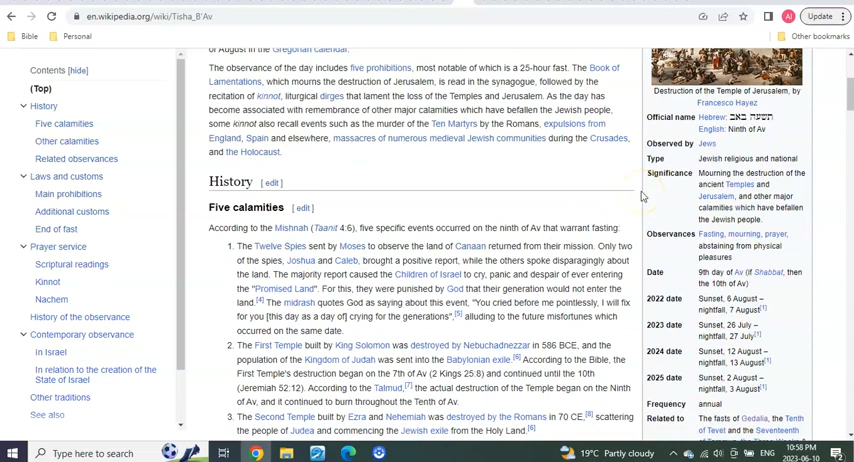 en.wikipedia.org/wiki/Tisha_B'Av
AI
Update
Bible
Personal
Other bookmarks
Contents [hide]
(Top)
History
Five calamities
Other calamities
Related observances
Laws and customs
Main prohibitions
Additional customs
End of fast
Prayer service
Scriptural readings
Kinnot
Nachem
History of the observance
Contemporary observance
In Israel
In relation to the creation of the
State of Israel
Other traditions
See also
of August in the Gregorian calendar.
The observance of the day includes five prohibitions, most notable of which is a 25-hour fast. The Book of
Lamentations, which mourns the destruction of Jerusalem, is read in the synagogue, followed by the
recitation of kinnot, liturgical dirges that lament the loss of the Temples and Jerusalem. As the day has
become associated with remembrance of other major calamities which have befallen the Jewish people,
some kinnot also recall events such as the murder of the Ten Martyrs by the Romans, expulsions from
England, Spain and elsewhere, massacres of numerous medieval Jewish communities during the Crusades,
and the Holocaust.
History [ edit ]
Five calamities [ edit ]
According to the Mishnah (Taanit 4:6), five specific events occurred on the ninth of Av that warrant fasting:
1. The Twelve Spies sent by Moses to observe the land of Canaan returned from their mission. Only two
of the spies, Joshua and Caleb, brought a positive report, while the others spoke disparagingly about
the land. The majority report caused the Children of Israel to cry, panic and despair of ever entering
the "Promised Land". For this, they were punished by God that their generation would not enter the
land.[4] The midrash quotes God as saying about this event, "You cried before me pointlessly, I will fix
for you [this day as a day of] crying for the generations",[5] alluding to the future misfortunes which
occurred on the same date.
2. The First Temple built by King Solomon was destroyed by Nebuchadnezzar in 586 BCE, and the
population of the Kingdom of Judah was sent into the Babylonian exile.[6] According to the Bible, the
First Temple's destruction began on the 7th of Av (2 Kings 25:8) and continued until the 10th
(Jeremiah 52:12). According to the Talmud,[7] the actual destruction of the Temple began on the Ninth
of Av, and it continued to burn throughout the Tenth of Av.
3. The Second Temple built by Ezra and Nehemiah was destroyed by the Romans in 70 CE,[8] scattering
the people of Judea and commencing the Jewish exile from the Holy Land.[6]
Destruction of the Temple of Jerusalem, by
Francesco Hayez
Official name Hebrew: תשעה באב
English: Ninth of Av
Observed by Jews
Type Jewish religious and national
Significance Mourning the destruction of the
ancient Temples and
Jerusalem, and other major
calamities which have befallen
the Jewish people.
Observances Fasting, mourning, prayer,
abstaining from physical
pleasures
Date 9th day of Av (if Shabbat, then
the 10th of Av)
2022 date Sunset, 6 August –
nightfall, 7 August[1]
2023 date Sunset, 26 July –
nightfall, 27 July[1]
2024 date Sunset, 12 August –
nightfall, 13 August[1]
2025 date Sunset, 2 August –
nightfall, 3 August[1]
Frequency annual
Related to The fasts of Gedalia, the Tenth
of Tevet and the Seventeenth
Type here to search
19°C Partly cloudy
ENG
10:58 PM
2023-06-10
2